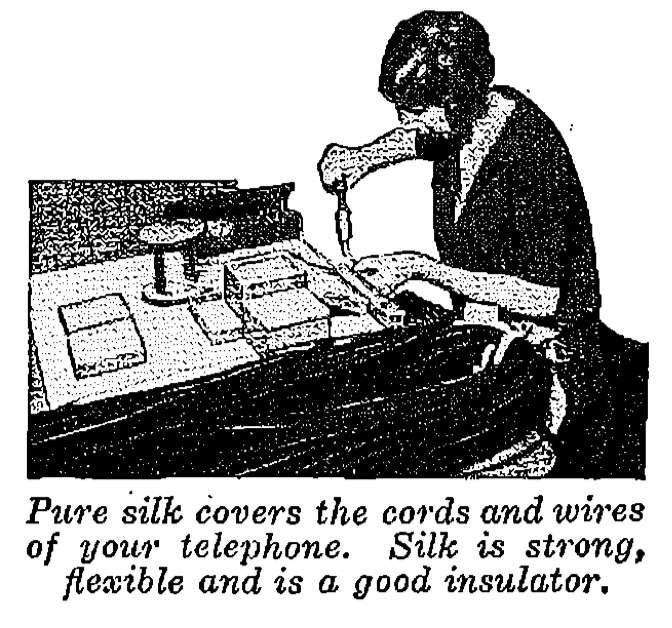 Pure silk covers the cords and wires
of your telephone. Silk is strong,
flexible and is a good insulator.